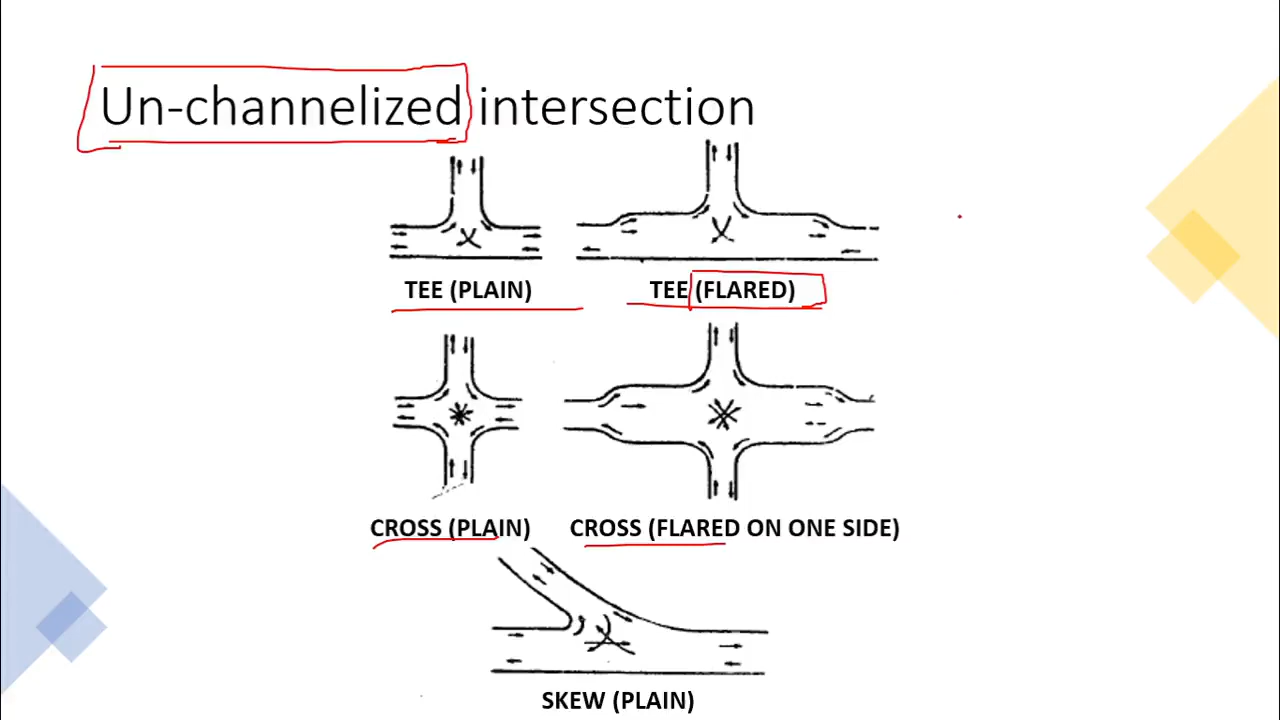 Un-channelized intersection
TEE (PLAIN)
TEE (FLARED)
CROSS (PLAIN)
CROSS (FLARED ON ONE SIDE)
SKEW (PLAIN)